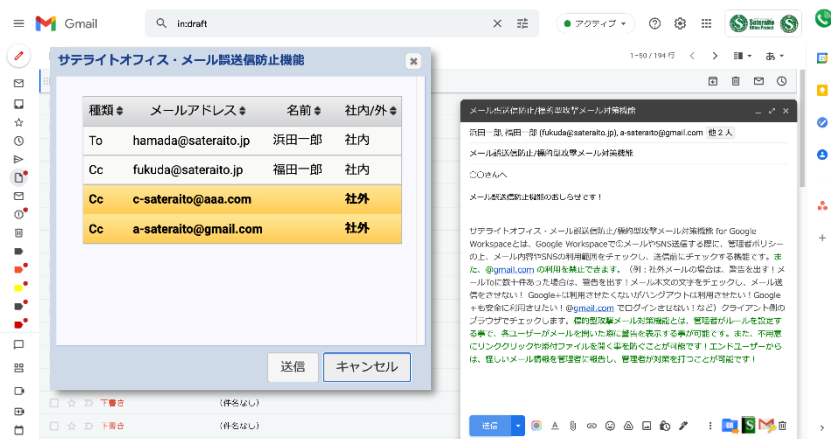 Gmail
in:draft
アクティブ
Sateraito Office Project
1-50 / 194 行
あ
サテライトオフィス・メール誤送信防止機能
種類 メールアドレス 名前 社内/外
To hamada@sateraito.jp 浜田一郎 社内
Cc fukuda@sateraito.jp 福田一郎 社内
Cc c-sateraito@aaa.com 社外
Cc a-sateraito@gmail.com 社外
送信 キャンセル
下書き (件名なし)
下書き (件名なし)
メール誤送信防止/標的型攻撃メール対策機能
浜田一郎, 福田一郎 (fukuda@sateraito.jp), a-sateraito@gmail.com 他 2 人
メール誤送信防止/標的型攻撃メール対策機能
〇〇さんへ
メール誤送信防止機能のおしらせです！
サテライトオフィス・メール誤送信防止/標的型攻撃メール対策機能 for Google
Workspaceとは、Google WorkspaceでのメールやSNS送信する際に、管理者ポリシー
の上、メール内容やSNSの利用範囲をチェックし、送信前にチェックする機能です。ま
た、@gmail.com の利用を禁止できます。（例：社外メールの場合は、警告を出す！メ
ールToに数十件あった場合は、警告を出す！メール本文の文字をチェックし、メール送
信をさせない！ Google+は利用させたくないがハングアウトは利用させたい！Google
+も安全に利用させたい！@gmail.com でログインさせない！など）クライアント側の
ブラウザでチェックします。標的型攻撃メール対策機能とは、管理者がルールを設定す
る事で、各ユーザーがメールを開いた際に警告を表示する事が可能です。また、不用意
にリンククリックや添付ファイルを開く事を防ぐことが可能です！エンドユーザーから
は、怪しいメール情報を管理者に報告し、管理者が対策を打つことが可能です！
送信